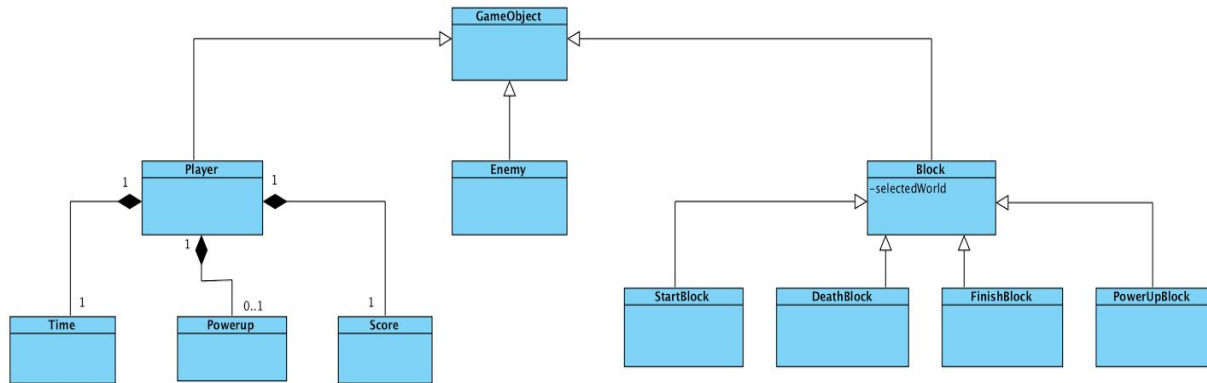 GameObject
Player
Enemy
Block
-selectedWorld
1
1
1
1
0..1
1
StartBlock
DeathBlock
FinishBlock
PowerUpBlock
Time
Powerup
Score